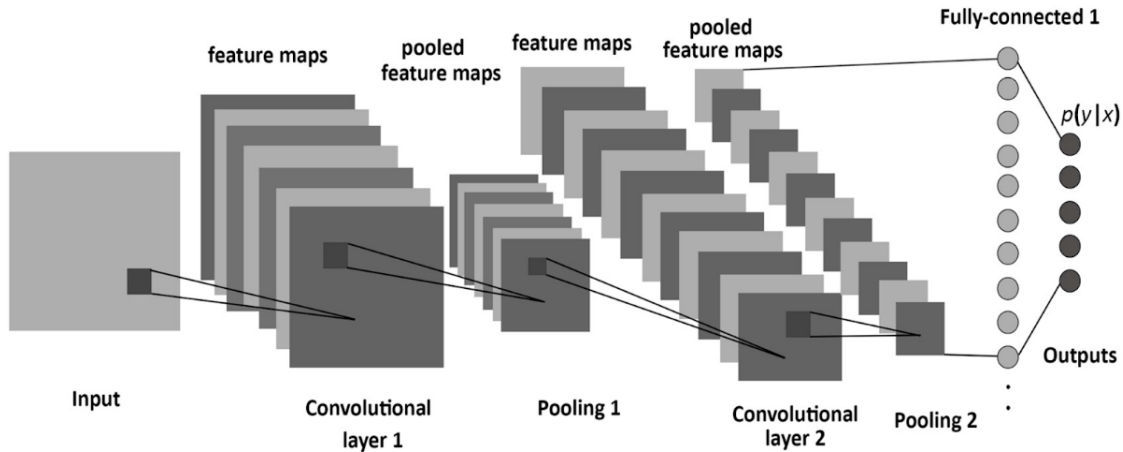 Fully-connected 1
feature maps
pooled
feature maps
feature maps
pooled
feature maps
p(y|x)
Outputs
Input
Convolutional
layer 1
Pooling 1
Convolutional
layer 2
Pooling 2